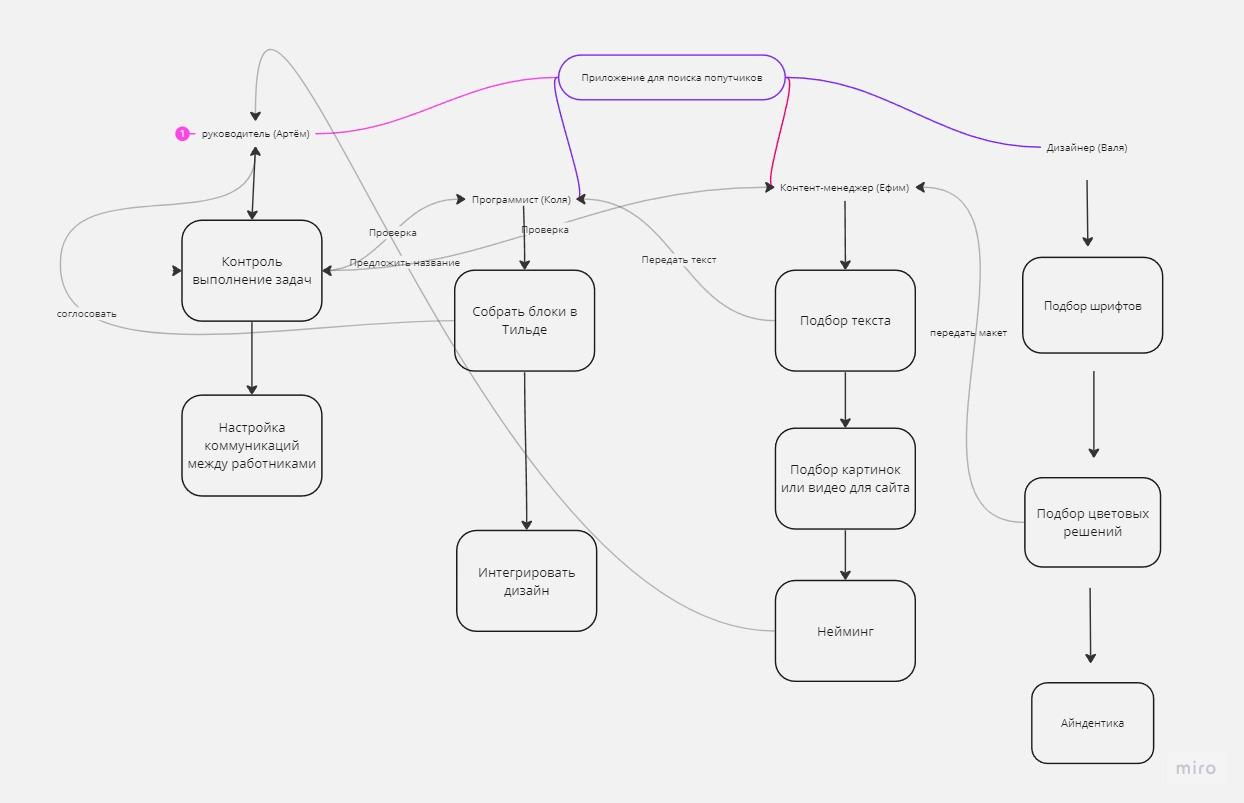 Приложение для поиска попутчиков
1
руководитель (Артём)
Дизайнер (Валя)
Программист (Коля)
Контент-менеджер (Ефим)
Проверка
Проверка
Предложить название
Передать текст
соглосовать
передать макет
Контроль
выполнение задач
Настройка
коммуникаций
между работниками
Собрать блоки в
Тильде
Интегрировать
дизайн
Подбор текста
Подбор картинок
или видео для сайта
Нейминг
Подбор шрифтов
Подбор цветовых
решений
Айндентика
miro